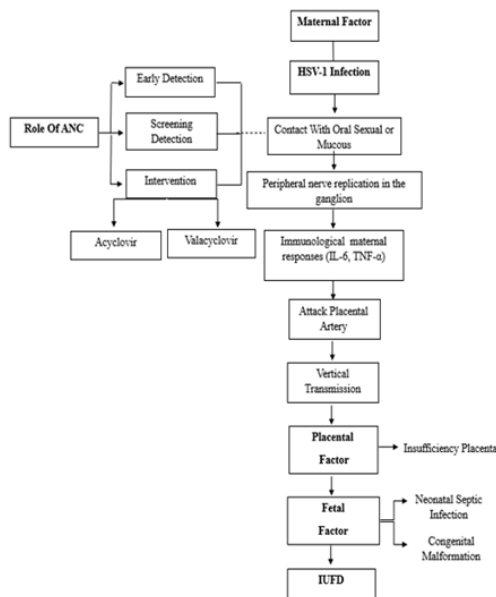 Maternal Factor
HSV-1 Infection
Early Detection
Role Of ANC
Screening
Detection
Contact With Oral Sexual or
Mucous
Intervention
Peripheral nerve replication in the
ganglion
Acyclovir
Valacyclovir
Immunological maternal
responses (IL-6, TNF-α)
Attack Placental
Artery
Vertical
Transmission
Placental
Factor
Insufficiency Placenta
Fetal
Factor
Neonatal Septic
Infection
Congenital
Malformation
IUFD